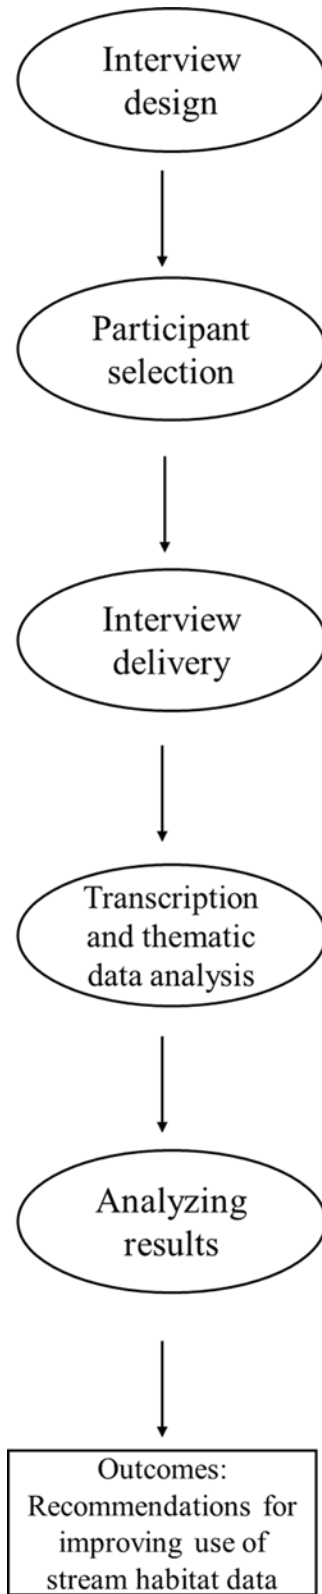 Interview
design
Participant
selection
Interview
delivery
Transcription
and thematic
data analysis
Analyzing
results
Outcomes:
Recommendations for
improving use of
stream habitat data